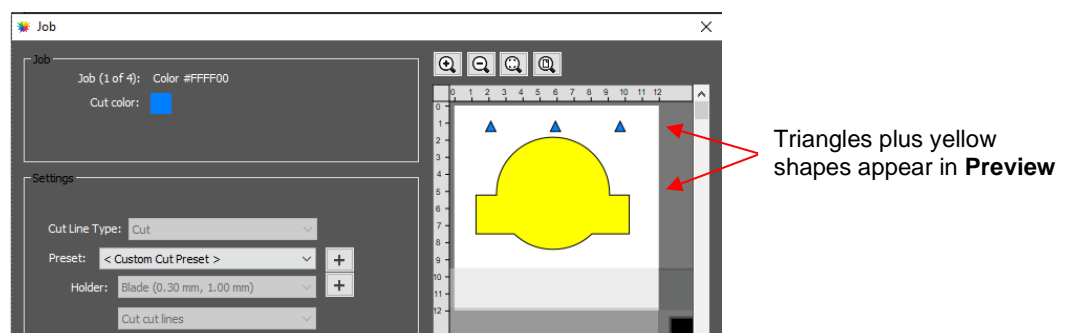 Job
Job
Job (1 of 4): Color #FFFF00
Cut color:
Settings
Cut Line Type: Cut
Preset: < Custom Cut Preset >
Holder: Blade (0.30 mm, 1.00 mm)
Cut cut lines
0 1 2 3 4 5 6 7 8 9 10 11 12
0
1
2
3
4
5
6
7
8
9
10
11
12
Triangles plus yellow
shapes appear in Preview